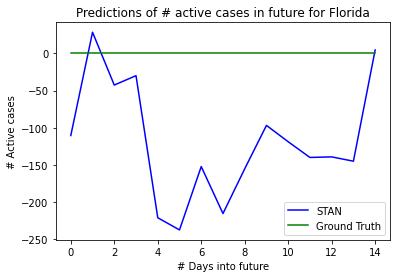 Predictions of # active cases in future for Florida
# Active cases
0
−50
−100
−150
−200
−250
0 2 4 6 8 10 12 14
# Days into future
STAN
Ground Truth